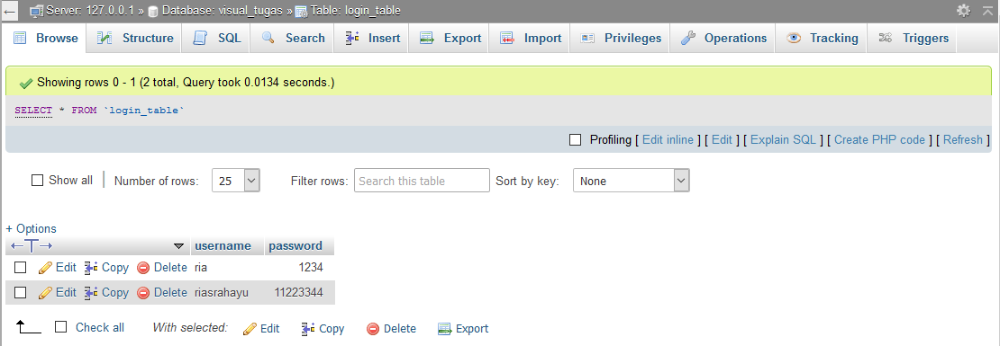 Server: 127.0.0.1 » Database: visual_tugas » Table: login_table
Browse Structure SQL Search Insert Export Import Privileges Operations Tracking Triggers
Showing rows 0 - 1 (2 total, Query took 0.0134 seconds.)
SELECT * FROM `login_table`
Profiling [ Edit inline ] [ Edit ] [ Explain SQL ] [ Create PHP code ] [ Refresh ]
Show all Number of rows: 25 Filter rows: Search this table Sort by key: None
+ Options
username password
Edit Copy Delete ria 1234
Edit Copy Delete riasrahayu 11223344
Check all With selected: Edit Copy Delete Export